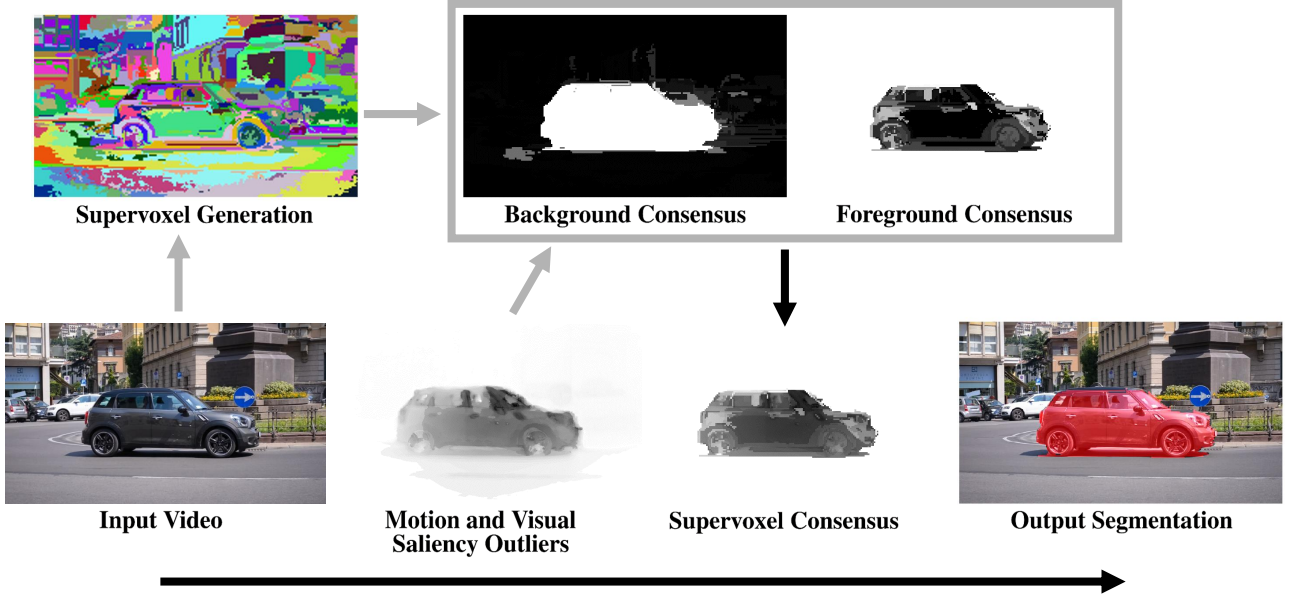 Supervoxel Generation
Background Consensus
Foreground Consensus
Input Video
Motion and Visual
Saliency Outliers
Supervoxel Consensus
Output Segmentation